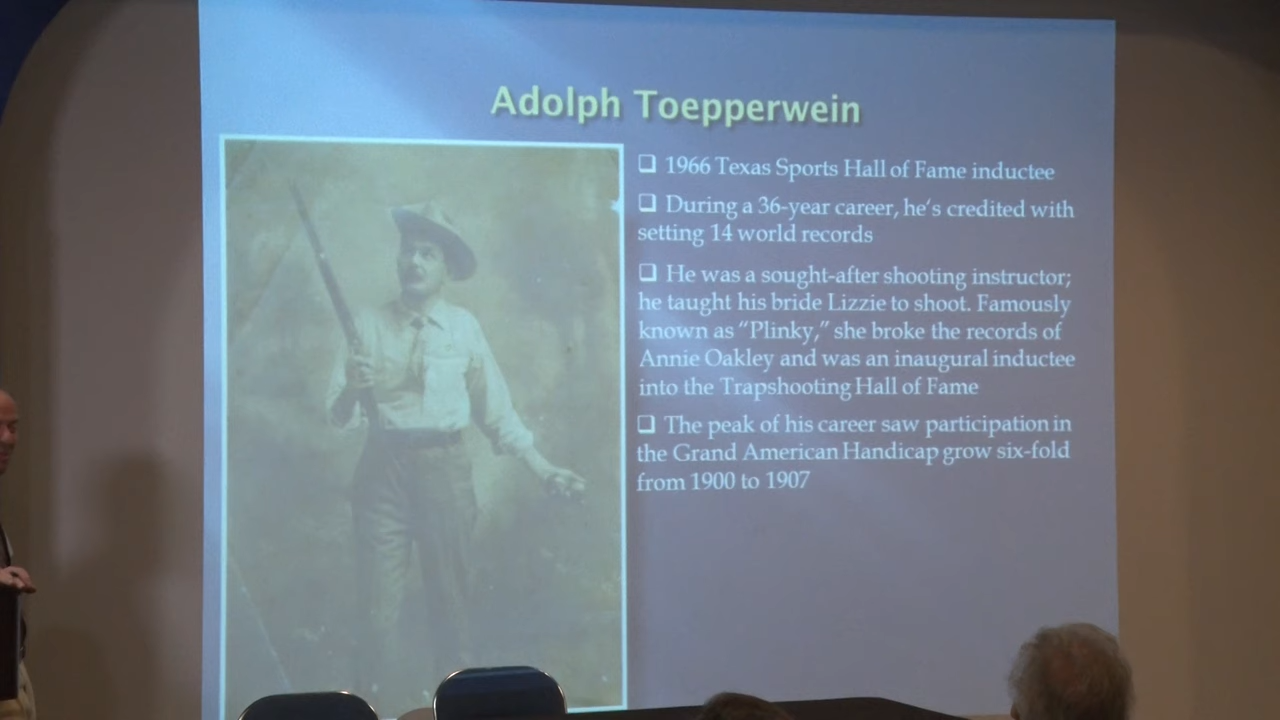 Adolph Toepperwein
❑ 1966 Texas Sports Hall of Fame inductee
❑ During a 36-year career, he‘s credited with
setting 14 world records
❑ He was a sought-after shooting instructor;
he taught his bride Lizzie to shoot. Famously
known as “Plinky,” she broke the records of
Annie Oakley and was an inaugural inductee
into the Trapshooting Hall of Fame
❑ The peak of his career saw participation in
the Grand American Handicap grow six-fold
from 1900 to 1907